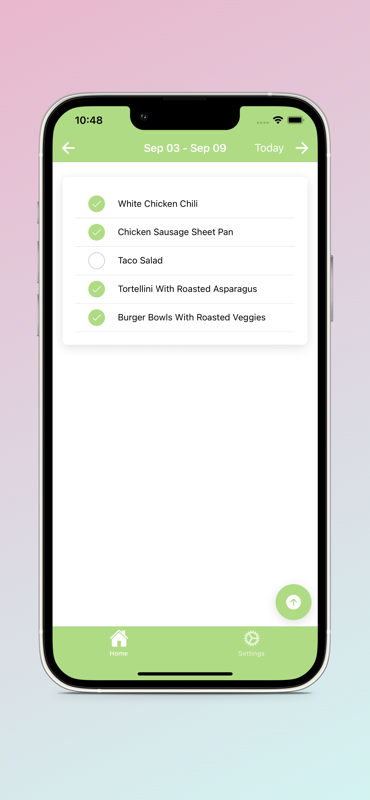 10:48
Sep 03 - Sep 09 Today
White Chicken Chili
Chicken Sausage Sheet Pan
Taco Salad
Tortellini With Roasted Asparagus
Burger Bowls With Roasted Veggies
Home Settings